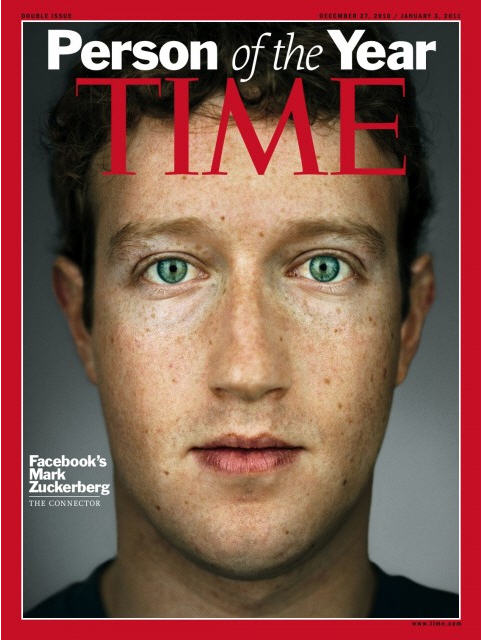 DOUBLE ISSUE
DECEMBER 27, 2010 / JANUARY 3, 2011
Person of the Year
TIME
Facebook's
Mark
Zuckerberg
THE CONNECTOR
www.time.com